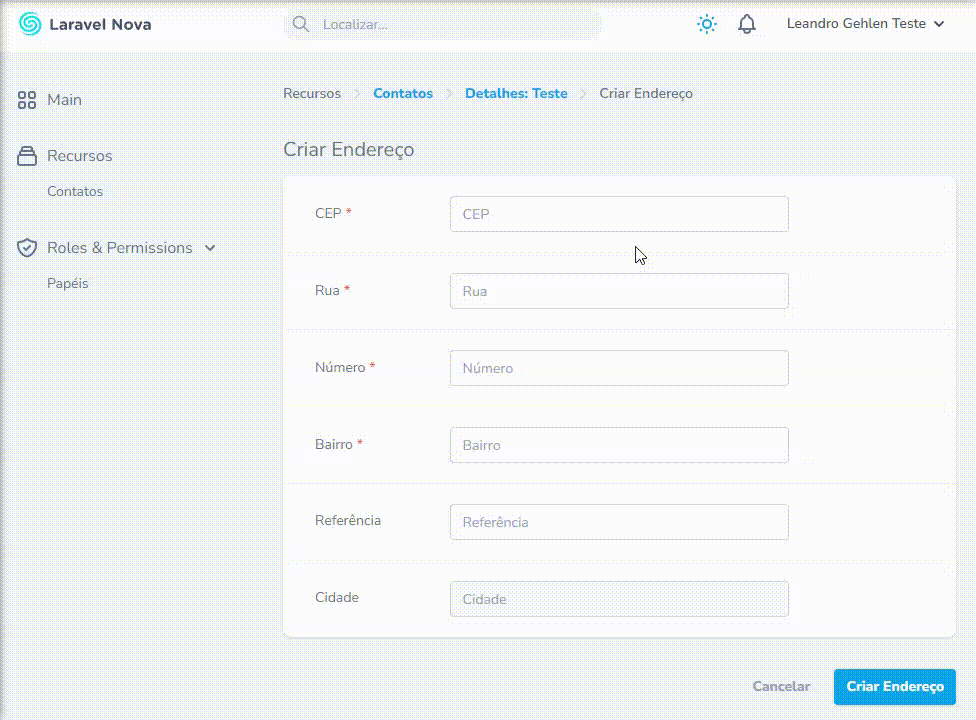 Laravel Nova
Localizar...
Leandro Gehlen Teste
Main
Recursos
Contatos
Roles & Permissions
Papéis
Recursos > Contatos > Detalhes: Teste > Criar Endereço
Criar Endereço
CEP *
CEP
Rua *
Rua
Número *
Número
Bairro *
Bairro
Referência
Referência
Cidade
Cidade
Cancelar
Criar Endereço